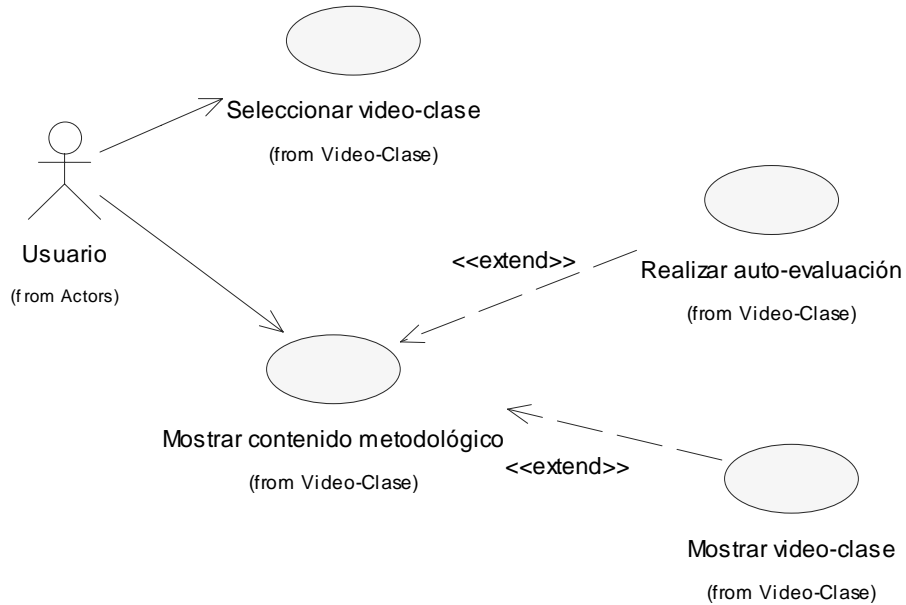 Seleccionar video-clase
(from Video-Clase)
Usuario
(from Actors)
<<extend>>
Realizar auto-evaluación
(from Video-Clase)
Mostrar contenido metodológico
(from Video-Clase)
<<extend>>
Mostrar video-clase
(from Video-Clase)